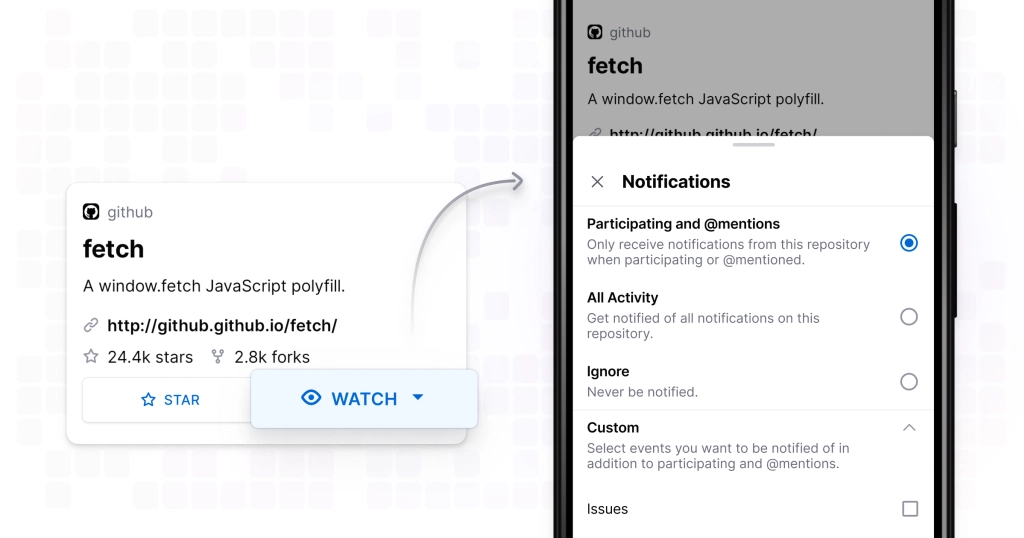 github
fetch
A window.fetch JavaScript polyfill.
http://github.github.io/fetch/
24.4k stars 2.8k forks
STAR
WATCH
github
fetch
A window.fetch JavaScript polyfill.
http://github.github.io/fetch/
Notifications
Participating and @mentions
Only receive notifications from this repository
when participating or @mentioned.
All Activity
Get notified of all notifications on this
repository.
Ignore
Never be notified.
Custom
Select events you want to be notified of in
addition to participating and @mentions.
Issues